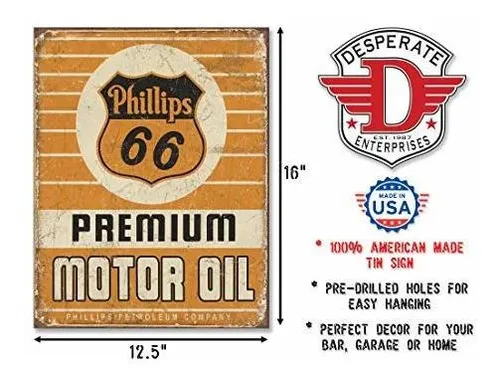 Phillips
66
PREMIUM
MOTOR OIL
PHILLIPS PETROLEUM COMPANY
16"
12.5"
DESPERATE
D
EST. 1987
ENTERPRISES
MADE IN
USA
* 100% AMERICAN MADE
TIN SIGN
* PRE-DRILLED HOLES FOR
EASY HANGING
* PERFECT DECOR FOR YOUR
BAR, GARAGE OR HOME